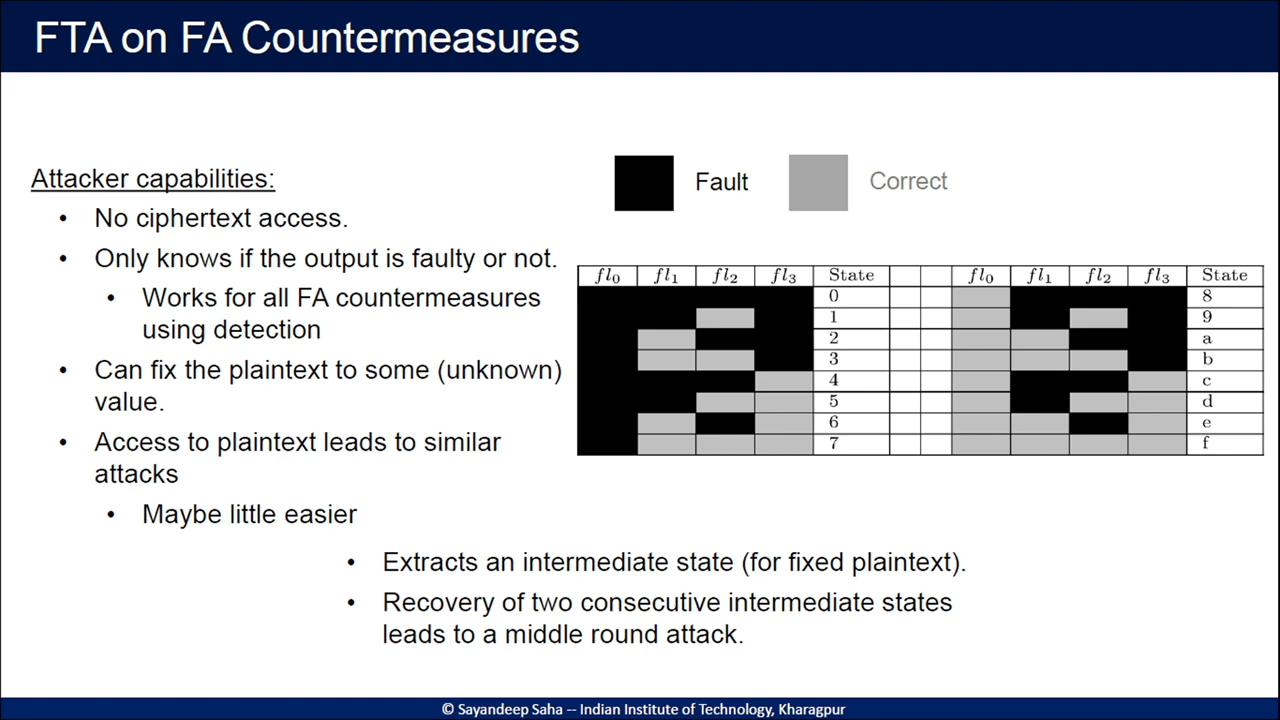 FTA on FA Countermeasures
Attacker capabilities:
• No ciphertext access.
• Only knows if the output is faulty or not.
• Works for all FA countermeasures
using detection
• Can fix the plaintext to some (unknown)
value.
• Access to plaintext leads to similar
attacks
• Maybe little easier
Fault Correct
fl0 fl1 fl2 fl3 State fl0 fl1 fl2 fl3 State
0 8
1 9
2 a
3 b
4 c
5 d
6 e
7 f
• Extracts an intermediate state (for fixed plaintext).
• Recovery of two consecutive intermediate states
leads to a middle round attack.
© Sayandeep Saha -- Indian Institute of Technology, Kharagpur